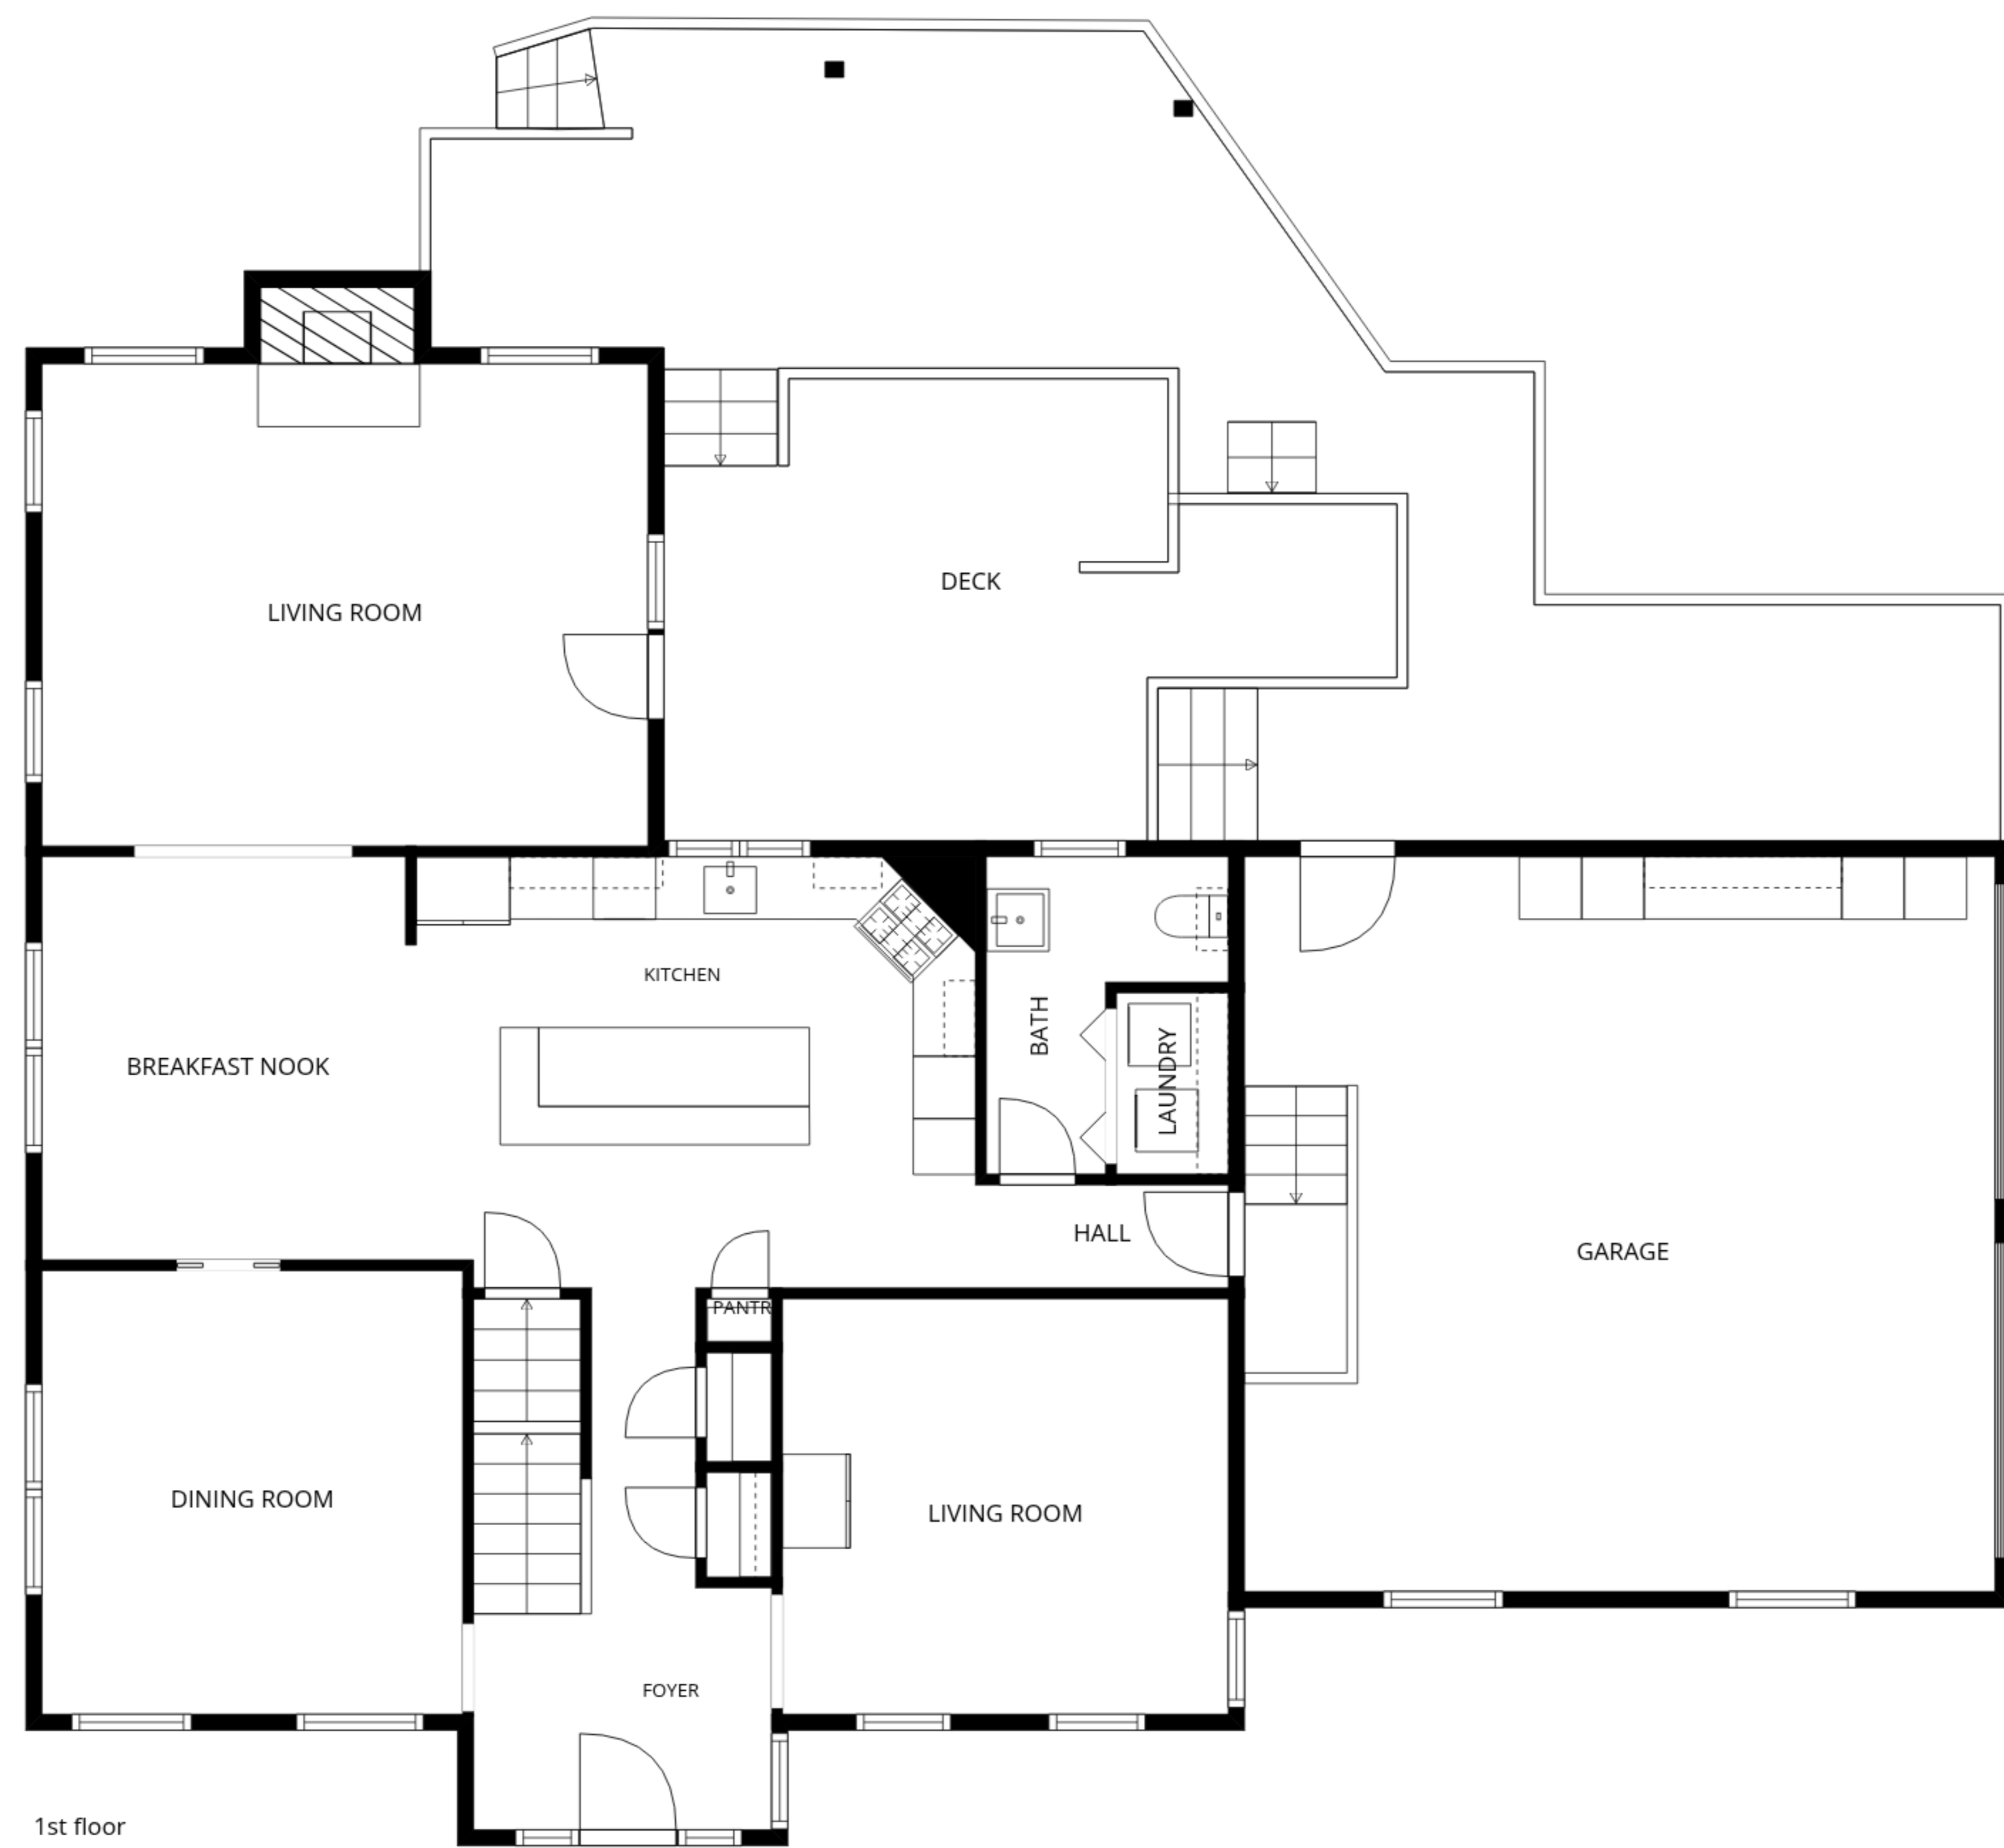 DECK
LIVING ROOM
KITCHEN
BREAKFAST NOOK
BATH
LAUNDRY
HALL
GARAGE
PANTR
DINING ROOM
LIVING ROOM
FOYER
1st floor